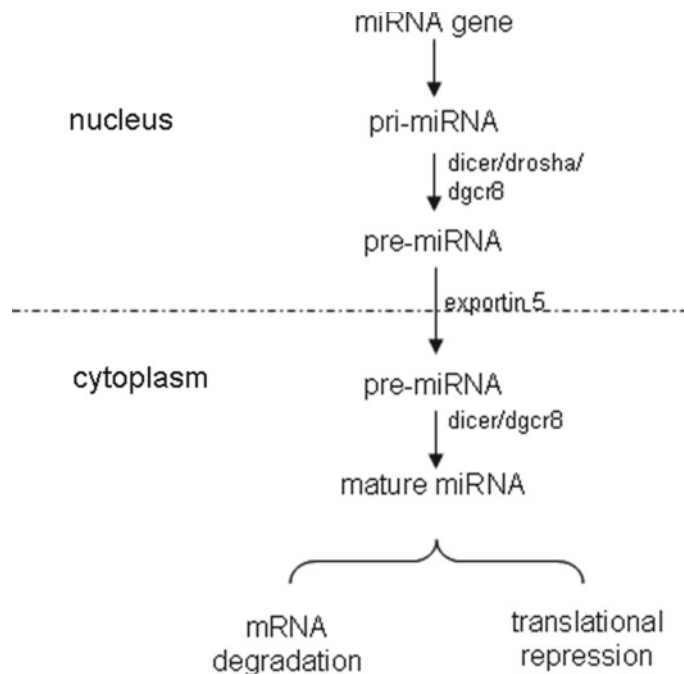 miRNA gene
nucleus
pri-miRNA
dicer/drosha/
dgcr8
pre-miRNA
exportin 5
cytoplasm
pre-miRNA
dicer/dgcr8
mature miRNA
mRNA
degradation
translational
repression